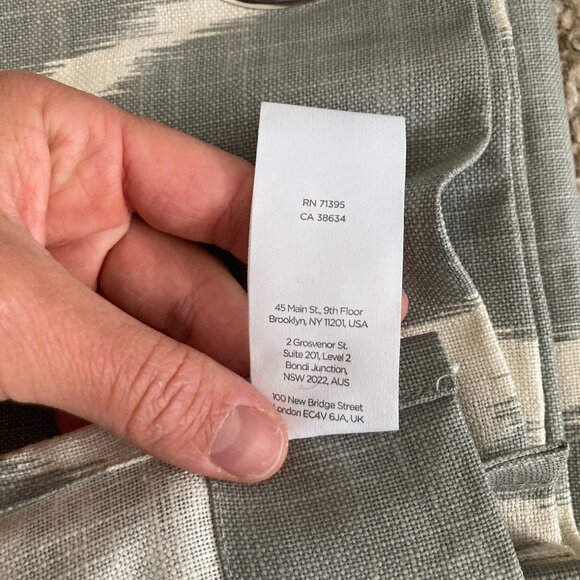 RN 71395
CA 38634
45 Main St., 9th Floor
Brooklyn, NY 11201, USA
2 Grosvenor St.
Suite 201, Level 2
Bondi Junction,
NSW 2022, AUS
100 New Bridge Street
London EC4V 6JA, UK